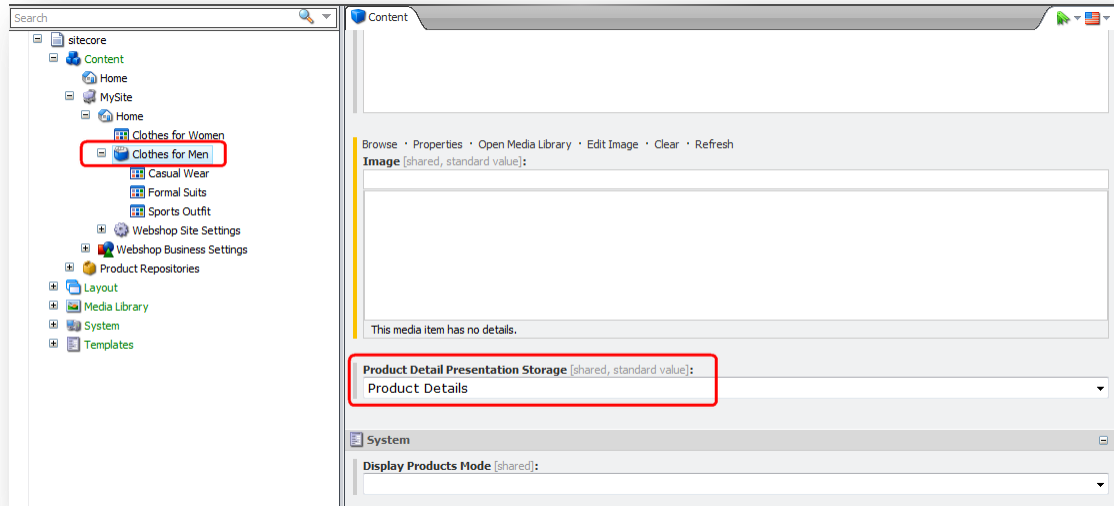 Search
sitecore
Content
Home
MySite
Home
Clothes for Women
Clothes for Men
Casual Wear
Formal Suits
Sports Outfit
Webshop Site Settings
Webshop Business Settings
Product Repositories
Layout
Media Library
System
Templates
Content
Browse · Properties · Open Media Library · Edit Image · Clear · Refresh
Image [shared, standard value]:
This media item has no details.
Product Detail Presentation Storage [shared, standard value]:
Product Details
System
Display Products Mode [shared]: